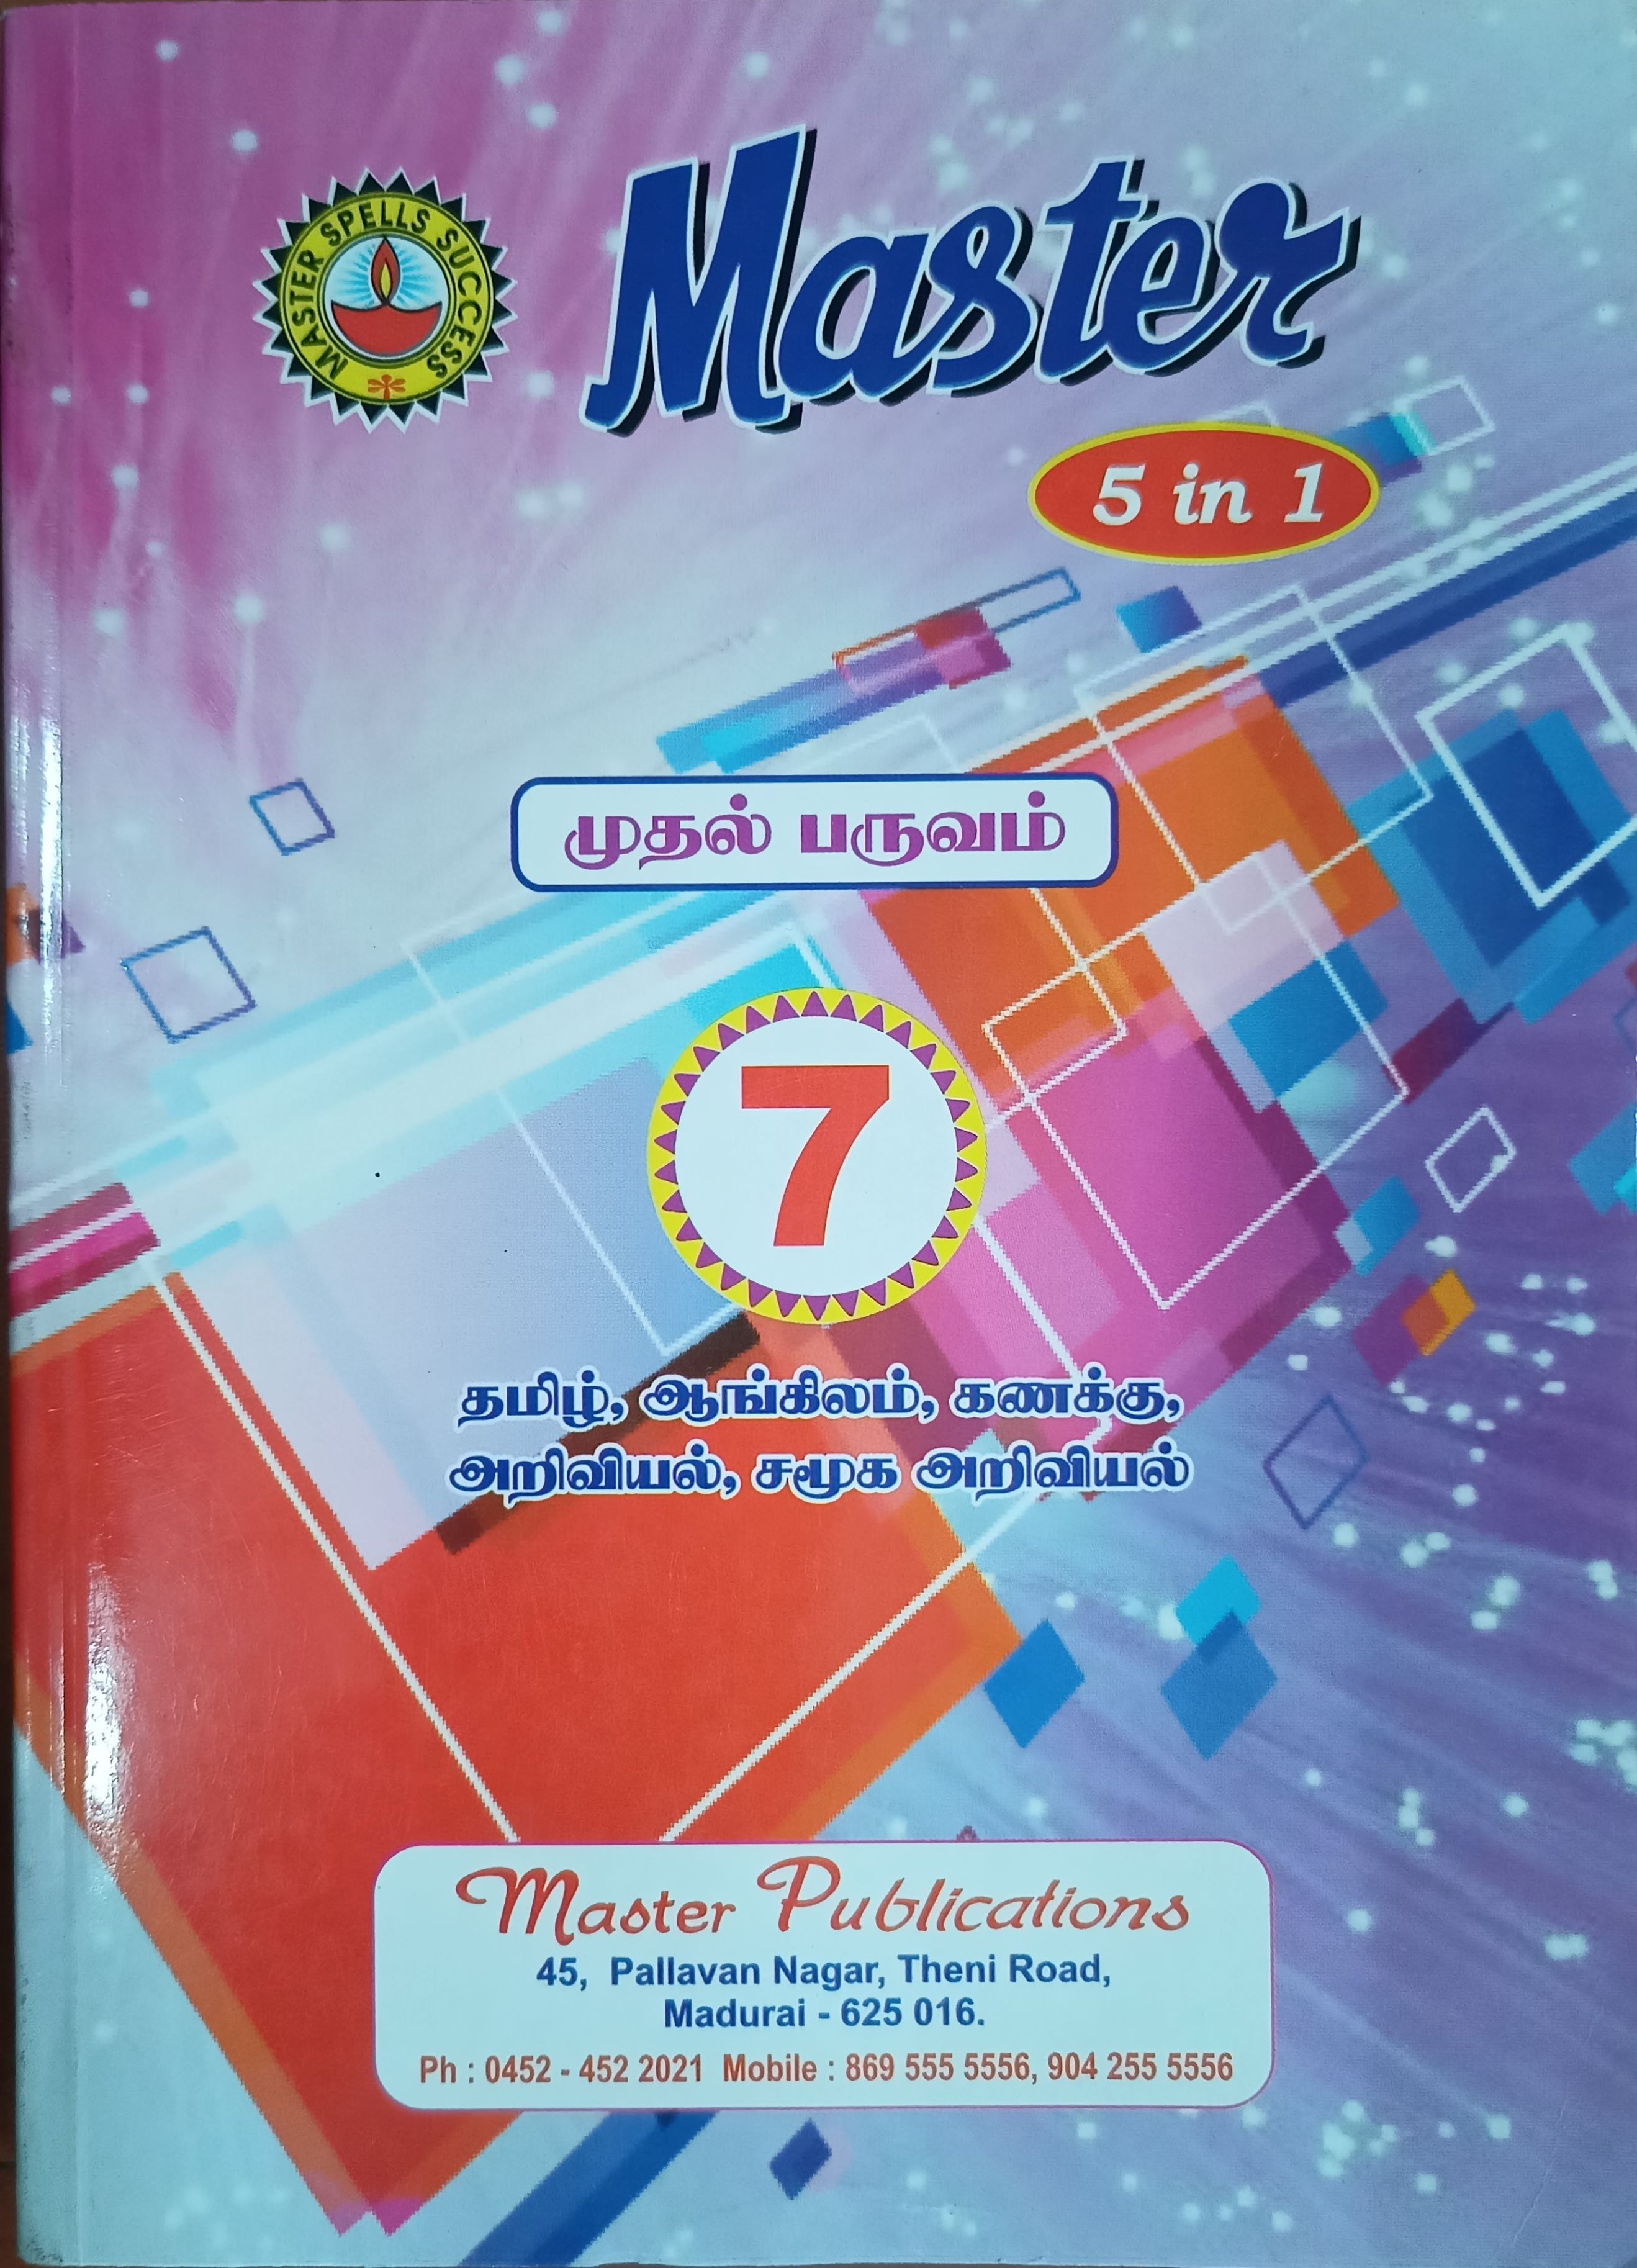 MASTER SPELLS SUCCESS
Master
5 in 1
முதல் பருவம்
7
தமிழ், ஆங்கிலம், கணக்கு,
அறிவியல், சமூக அறிவியல்
Master Publications
45, Pallavan Nagar, Theni Road,
Madurai - 625 016.
Ph : 0452 - 452 2021 Mobile : 869 555 5556, 904 255 5556